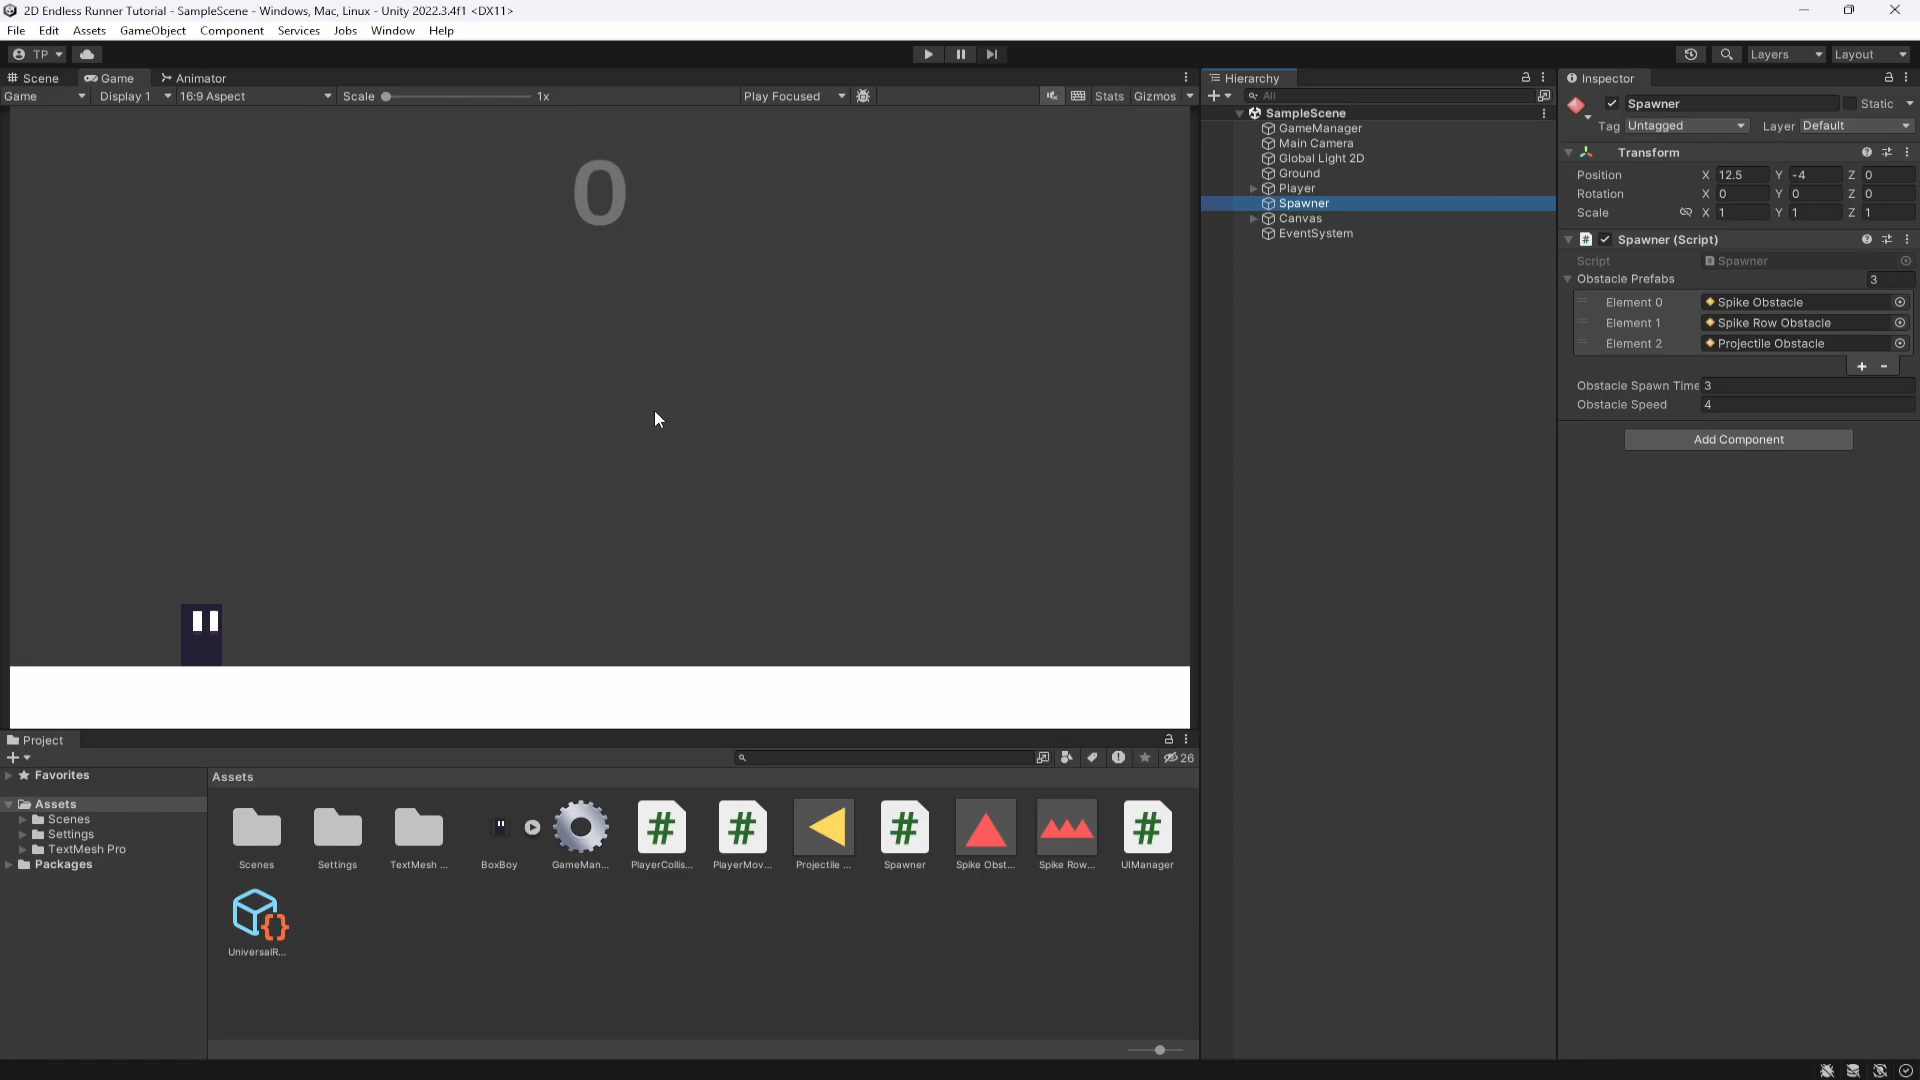 2D Endless Runner Tutorial - SampleScene - Windows, Mac, Linux - Unity 2022.3.4f1 <DX11>
File Edit Assets GameObject Component Services Jobs Window Help
TP Layers Layout
Scene Game Animator
Game Display 1 16:9 Aspect Scale 1x Play Focused Stats Gizmos
0
Hierarchy
All
SampleScene
GameManager
Main Camera
Global Light 2D
Ground
Player
Spawner
Canvas
EventSystem
Inspector
Spawner Static
Tag Untagged Layer Default
Transform
Position X 12.5 Y -4 Z 0
Rotation X 0 Y 0 Z 0
Scale X 1 Y 1 Z 1
# Spawner (Script)
Script Spawner
Obstacle Prefabs 3
Element 0 Spike Obstacle
Element 1 Spike Row Obstacle
Element 2 Projectile Obstacle
+ -
Obstacle Spawn Time 3
Obstacle Speed 4
Add Component
Project
26
Favorites
Assets
Scenes
Settings
TextMesh Pro
Packages
Assets
# # # #
Scenes Settings TextMesh ... BoxBoy GameMan... PlayerCollis... PlayerMov... Projectile ... Spawner Spike Obst... Spike Row... UIManager
{}
UniversalR...